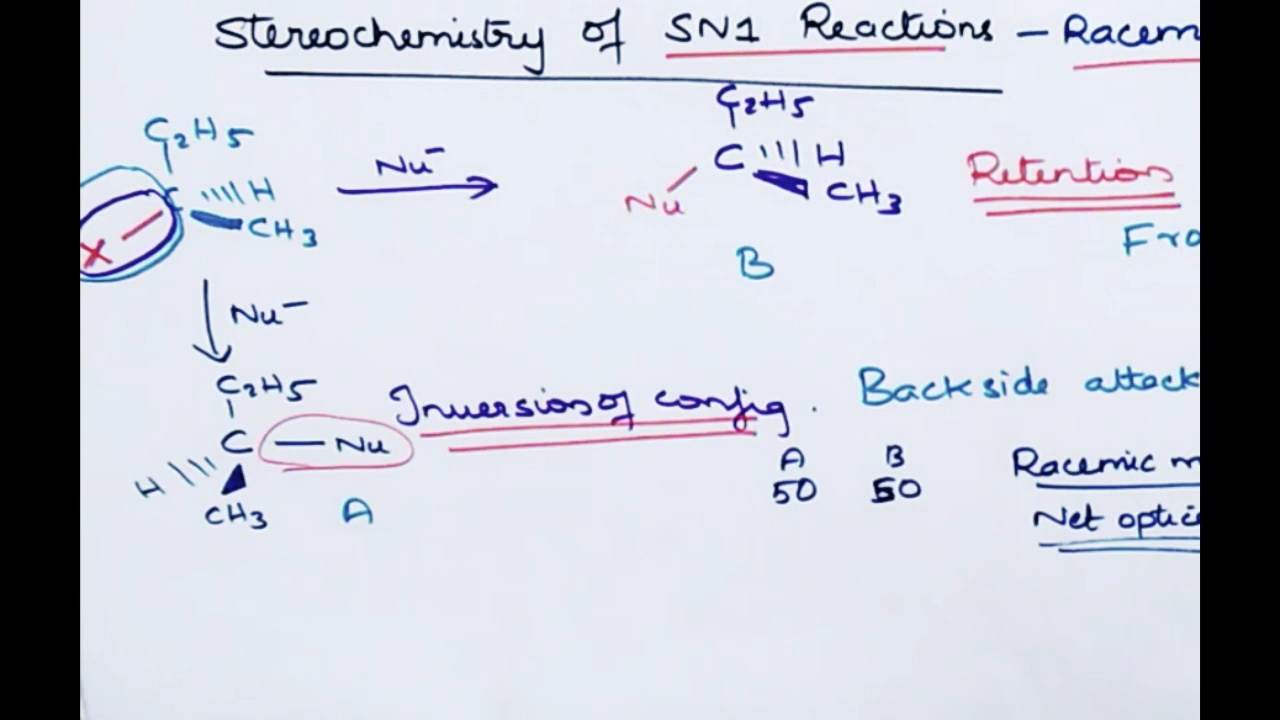 Stereochemistry of SN1 Reactions – Racem
C2H5
C H
X CH3
Nu–
C2H5
C H
Nu CH3
B
Retention
Fro
Nu–
C2H5
C – Nu
H
CH3
A
Inversion of config.
Backside attack
A B
50 50
Racemic m
Net optic